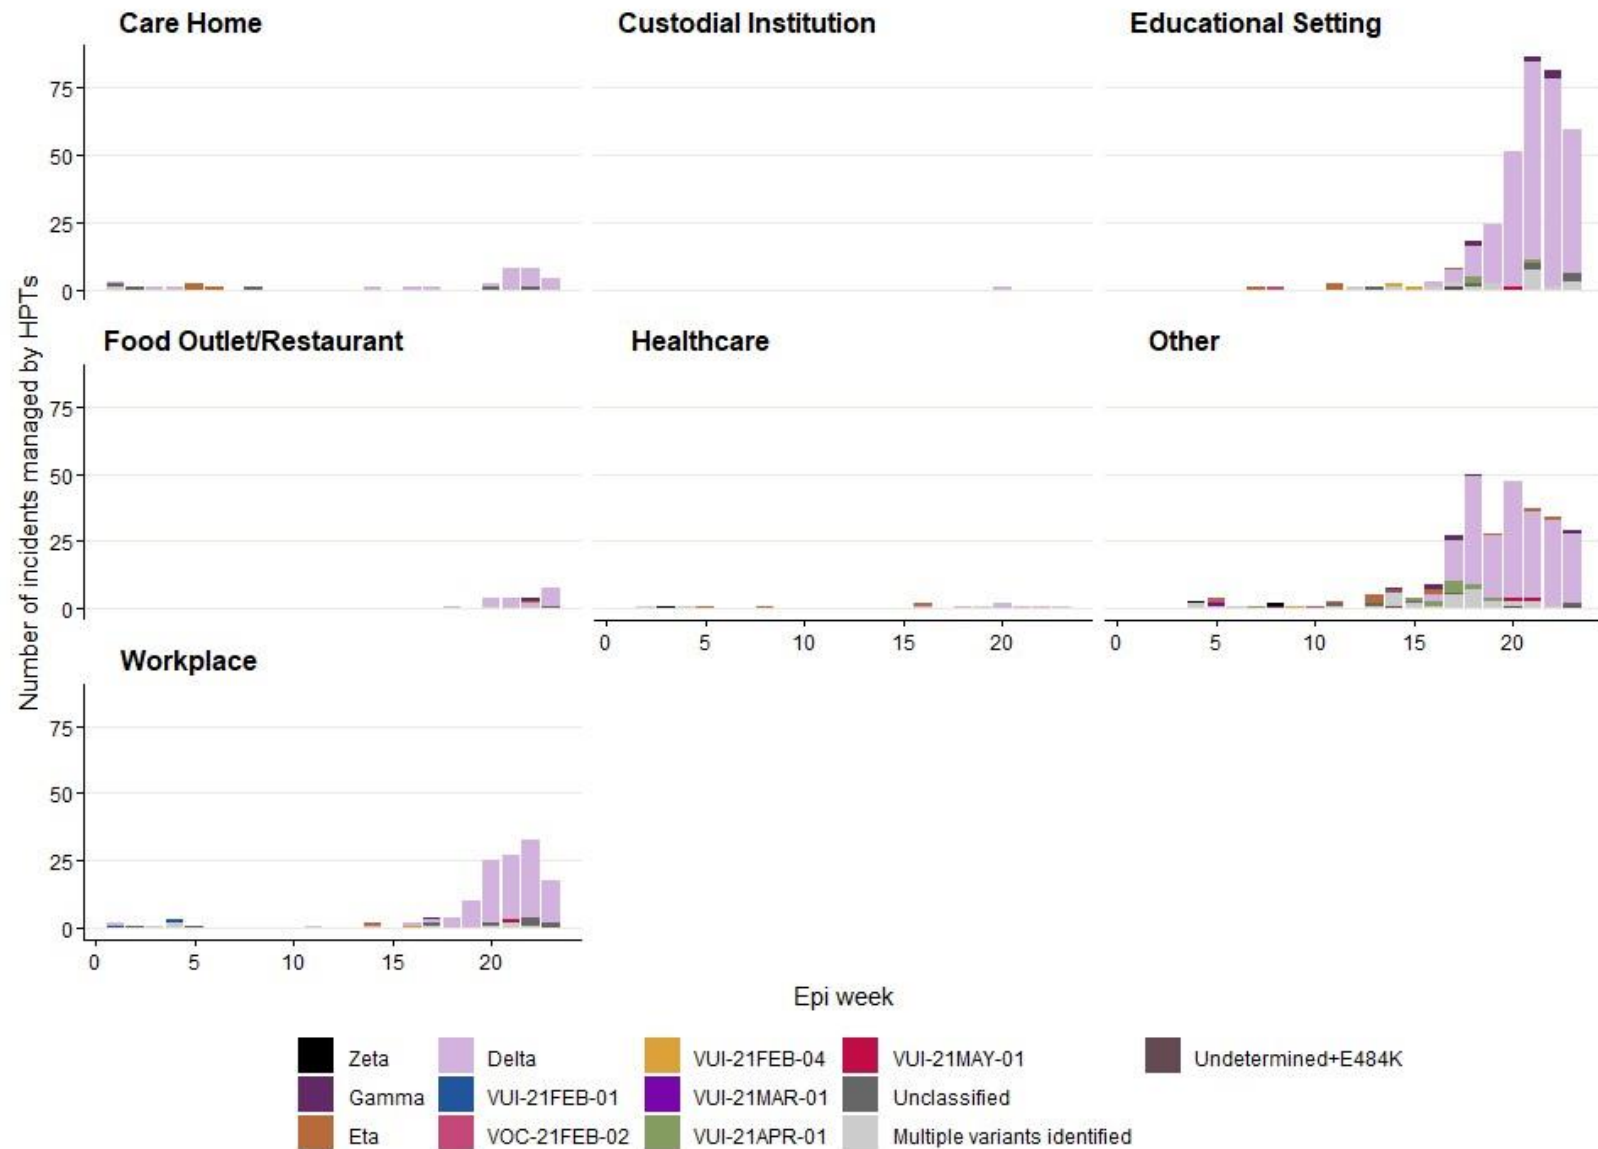 Care Home
Custodial Institution
Educational Setting
75
50
25
0
Number of incidents managed by HPTs
Food Outlet/Restaurant
Healthcare
Other
75
50
25
0
0 5 10 15 20
0 5 10 15 20
Workplace
75
50
25
0
0 5 10 15 20
Epi week
Zeta
Delta
VUI-21FEB-04
VUI-21MAY-01
Undetermined+E484K
Gamma
VUI-21FEB-01
VUI-21MAR-01
Unclassified
Eta
VOC-21FEB-02
VUI-21APR-01
Multiple variants identified